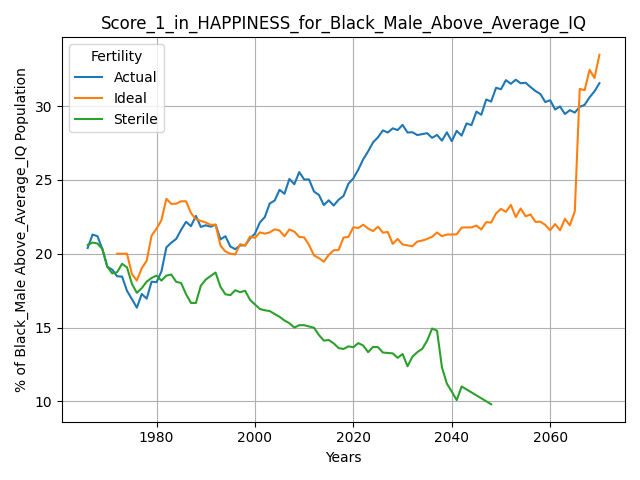 Score_1_in_HAPPINESS_for_Black_Male_Above_Average_IQ
Fertility
Actual
Ideal
Sterile
% of Black_Male Above_Average_IQ Population
30
25
20
15
10
1980
2000
2020
2040
2060
Years